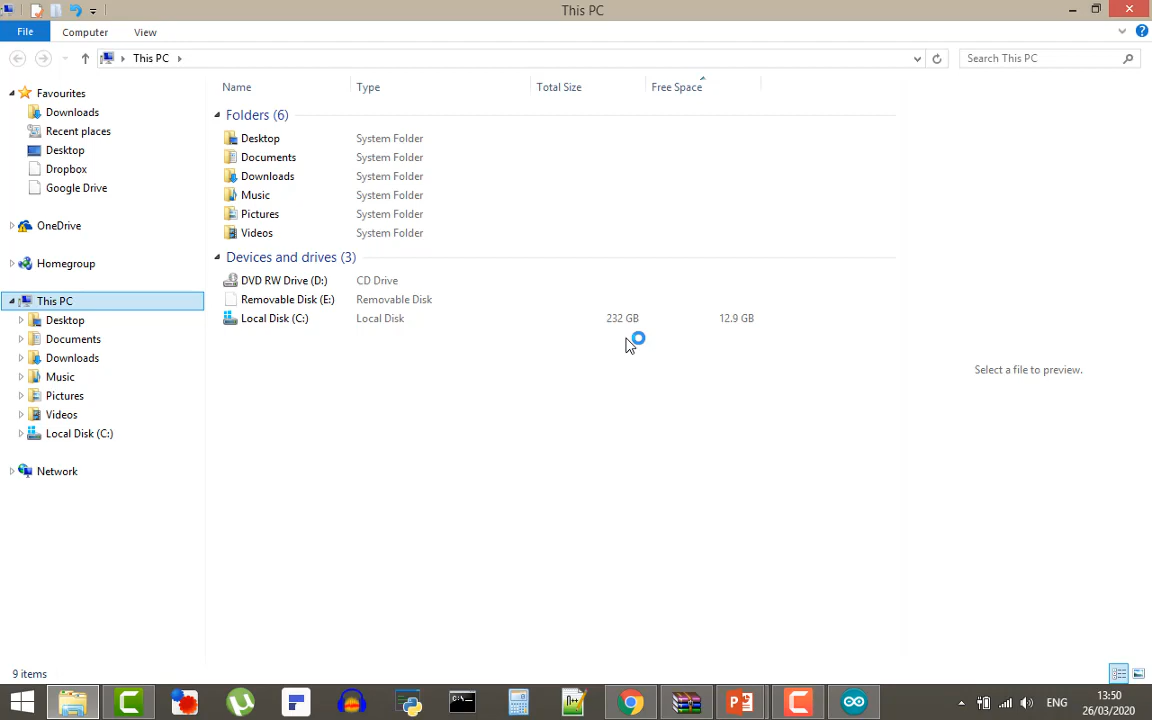 This PC
File Computer View
This PC
Search This PC
Name Type Total Size Free Space
Favourites
Downloads
Recent places
Desktop
Dropbox
Google Drive
OneDrive
Homegroup
This PC
Desktop
Documents
Downloads
Music
Pictures
Videos
Local Disk (C:)
Network
Folders (6)
Desktop System Folder
Documents System Folder
Downloads System Folder
Music System Folder
Pictures System Folder
Videos System Folder
Devices and drives (3)
DVD RW Drive (D:) CD Drive
Removable Disk (E:) Removable Disk
Local Disk (C:) Local Disk 232 GB 12.9 GB
Select a file to preview.
9 items
ENG
13:50
26/03/2020